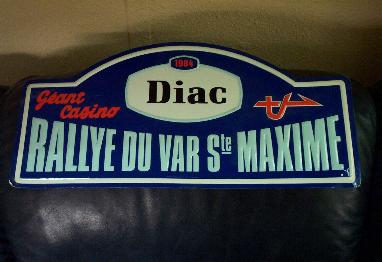 1984
Diac
Géant
Casino
RALLYE DU VAR Ste MAXIME